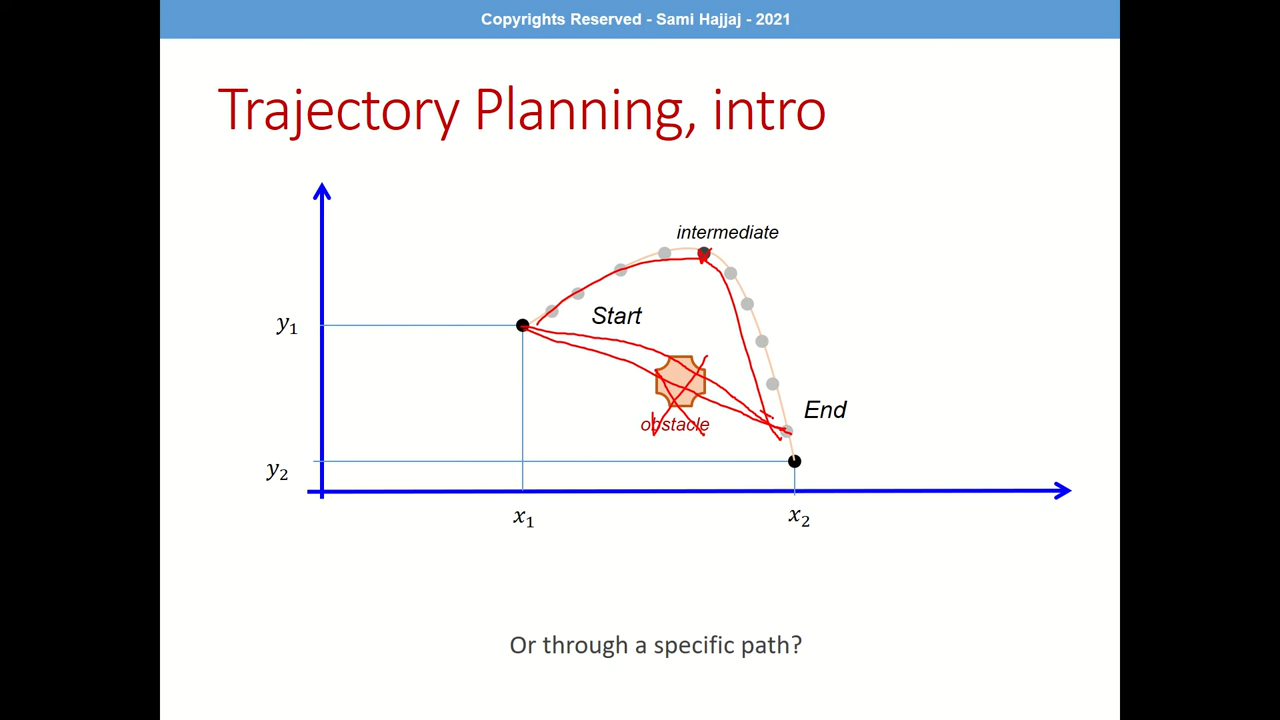 Copyrights Reserved - Sami Hajjaj - 2021
Trajectory Planning, intro
intermediate
Start
y₁
obstacle
End
y₂
x₁
x₂
Or through a specific path?